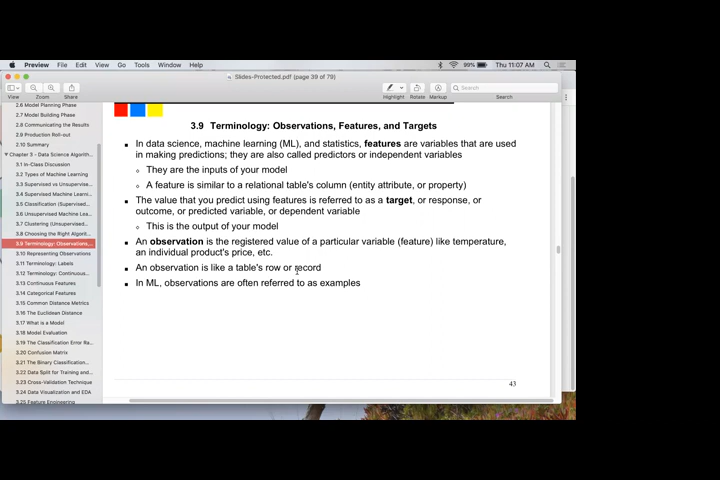 Preview File Edit View Go Tools Window Help
99% Thu 11:07 AM
Slides-Protected.pdf (page 39 of 79)
View Zoom Share Highlight Rotate Markup Search
Search
2.6 Model Planning Phase
2.7 Model Building Phase
2.8 Communicating the Results
2.9 Production Roll-out
2.10 Summary
Chapter 3 - Data Science Algorith...
3.1 In-Class Discussion
3.2 Types of Machine Learning
3.3 Supervised vs Unsupervise...
3.4 Supervised Machine Learni...
3.5 Classification (Supervised...
3.6 Unsupervised Machine Lea...
3.7 Clustering (Unsupervised...
3.8 Choosing the Right Algorit...
3.9 Terminology: Observations,...
3.10 Representing Observations
3.11 Terminology: Labels
3.12 Terminology: Continuous...
3.13 Continuous Features
3.14 Categorical Features
3.15 Common Distance Metrics
3.16 The Euclidean Distance
3.17 What is a Model
3.18 Model Evaluation
3.19 The Classification Error Ra...
3.20 Confusion Matrix
3.21 The Binary Classification...
3.22 Data Split for Training and...
3.23 Cross-Validation Technique
3.24 Data Visualization and EDA
3.25 Feature Engineering
3.9 Terminology: Observations, Features, and Targets
In data science, machine learning (ML), and statistics, features are variables that are used
in making predictions; they are also called predictors or independent variables
They are the inputs of your model
A feature is similar to a relational table's column (entity attribute, or property)
The value that you predict using features is referred to as a target, or response, or
outcome, or predicted variable, or dependent variable
This is the output of your model
An observation is the registered value of a particular variable (feature) like temperature,
an individual product's price, etc.
An observation is like a table's row or record
In ML, observations are often referred to as examples
43